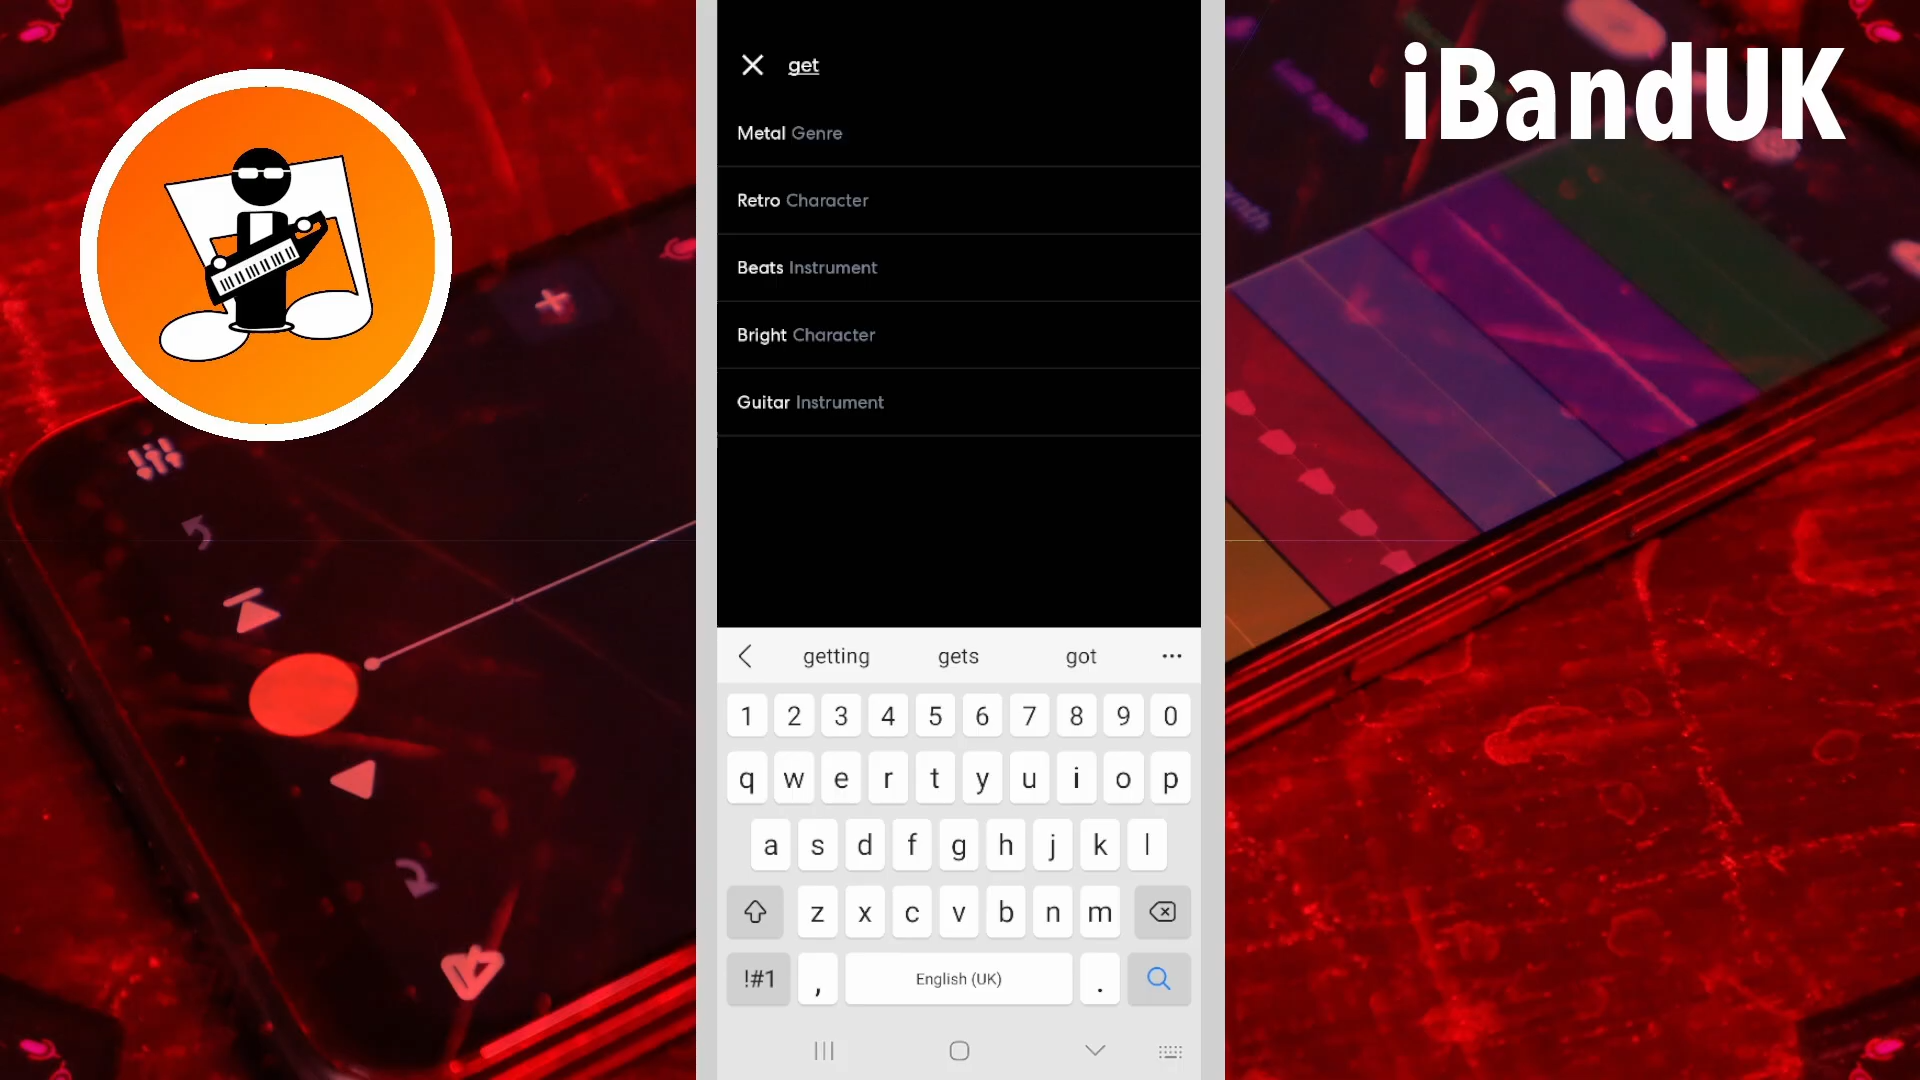 iBandUK
get
Metal Genre
Retro Character
Beats Instrument
Bright Character
Guitar Instrument
getting gets got ...
1 2 3 4 5 6 7 8 9 0
q w e r t y u i o p
a s d f g h j k l
z x c v b n m
!#1 , English (UK) .